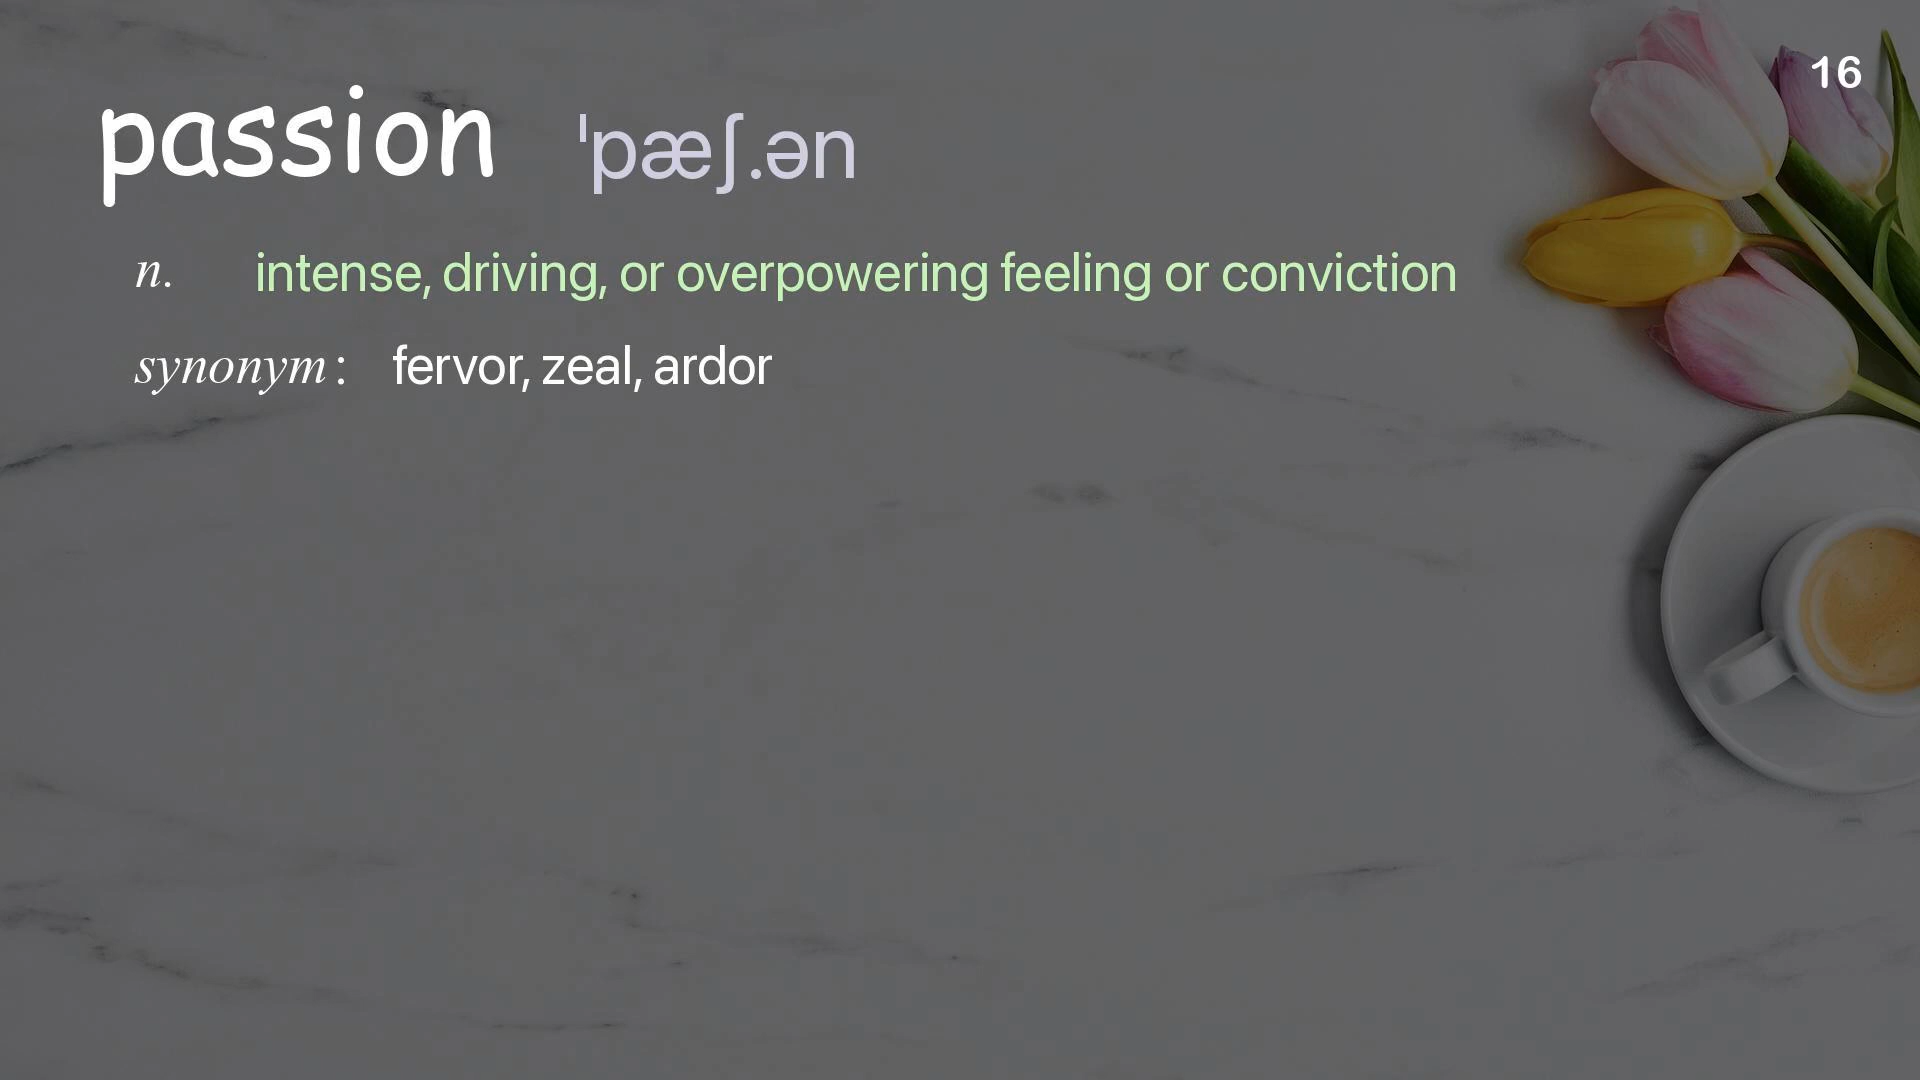 16
passion ˈpæʃ.ən
n. intense, driving, or overpowering feeling or conviction
synonym : fervor, zeal, ardor